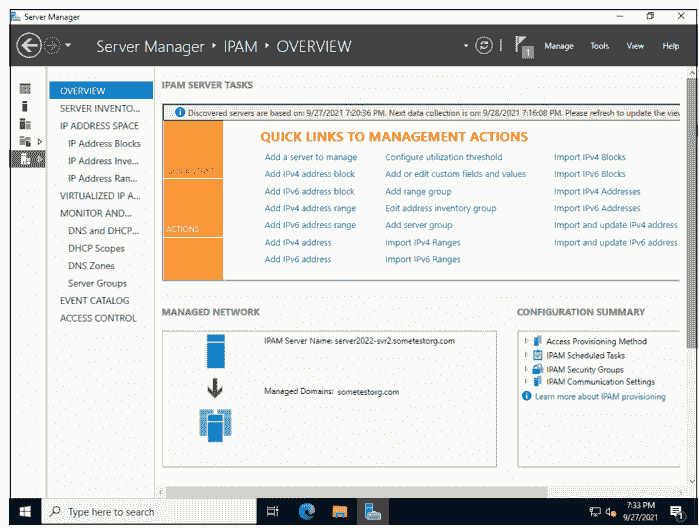 Server Manager
Server Manager • IPAM • OVERVIEW
1
Manage Tools View Help
OVERVIEW
SERVER INVENTO...
IP ADDRESS SPACE
IP Address Blocks
IP Address Inve...
IP Address Ran...
VIRTUALIZED IP A...
MONITOR AND...
DNS and DHCP...
DHCP Scopes
DNS Zones
Server Groups
EVENT CATALOG
ACCESS CONTROL
IPAM SERVER TASKS
Discovered servers are based on: 9/27/2021 7:20:36 PM. Next data collection is on: 9/28/2021 7:16:08 PM. Please refresh to update the view
ACTIONS
QUICK LINKS TO MANAGEMENT ACTIONS
Add a server to manage
Add IPv4 address block
Add IPv6 address block
Add IPv4 address range
Add IPv6 address range
Add IPv4 address
Add IPv6 address
Configure utilization threshold
Add or edit custom fields and values
Add range group
Edit address inventory group
Add server group
Import IPv4 Ranges
Import IPv6 Ranges
Import IPv4 Blocks
Import IPv6 Blocks
Import IPv4 Addresses
Import IPv6 Addresses
Import and update IPv4 address
Import and update IPv6 address
MANAGED NETWORK
IPAM Server Name: server2022-svr2.sometestorg.com
Managed Domains: sometestorg.com
CONFIGURATION SUMMARY
Access Provisioning Method
IPAM Scheduled Tasks
IPAM Security Groups
IPAM Communication Settings
Learn more about IPAM provisioning
Type here to search
7:33 PM
9/27/2021
1